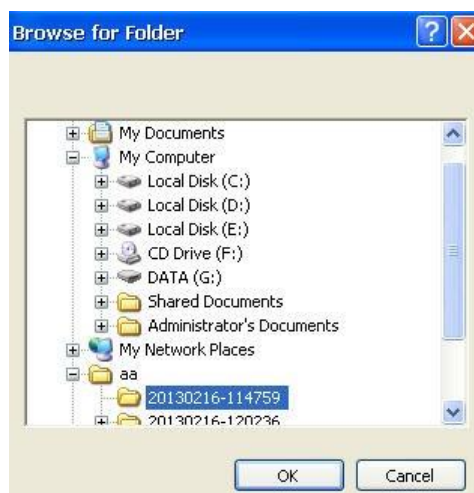 Browse for Folder
My Documents
My Computer
Local Disk (C:)
Local Disk (D:)
Local Disk (E:)
CD Drive (F:)
DATA (G:)
Shared Documents
Administrator's Documents
My Network Places
aa
20130216-114759
20130216-120236
OK Cancel